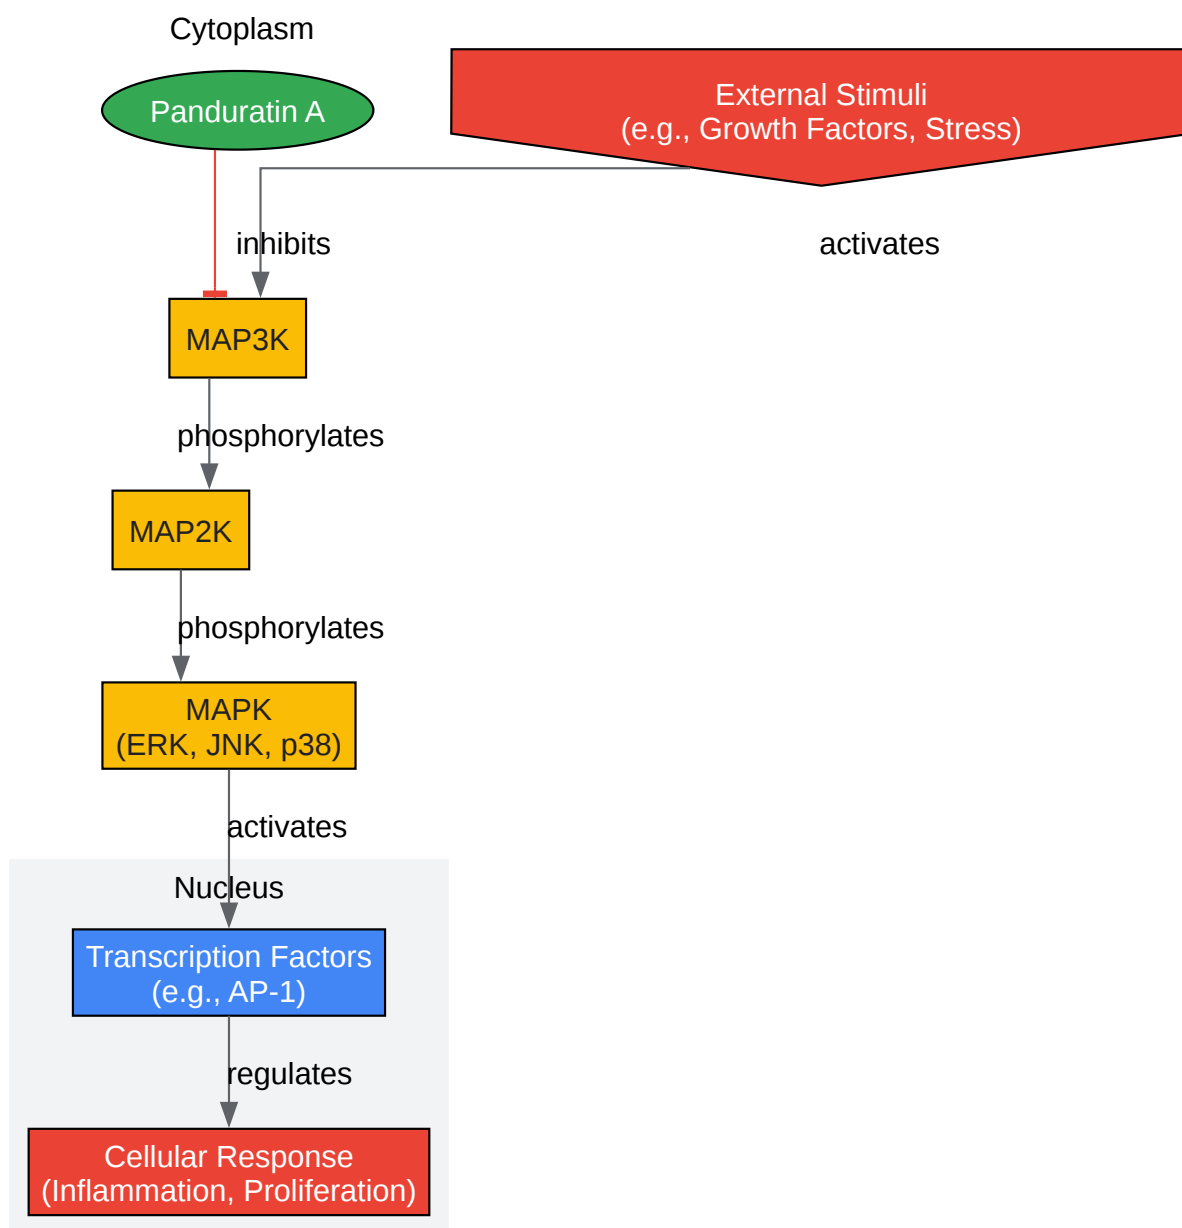 Cytoplasm
Panduratin A
External Stimuli
(e.g., Growth Factors, Stress)
inhibits
activates
MAP3K
phosphorylates
MAP2K
phosphorylates
MAPK
(ERK, JNK, p38)
activates
Nucleus
Transcription Factors
(e.g., AP-1)
regulates
Cellular Response
(Inflammation, Proliferation)